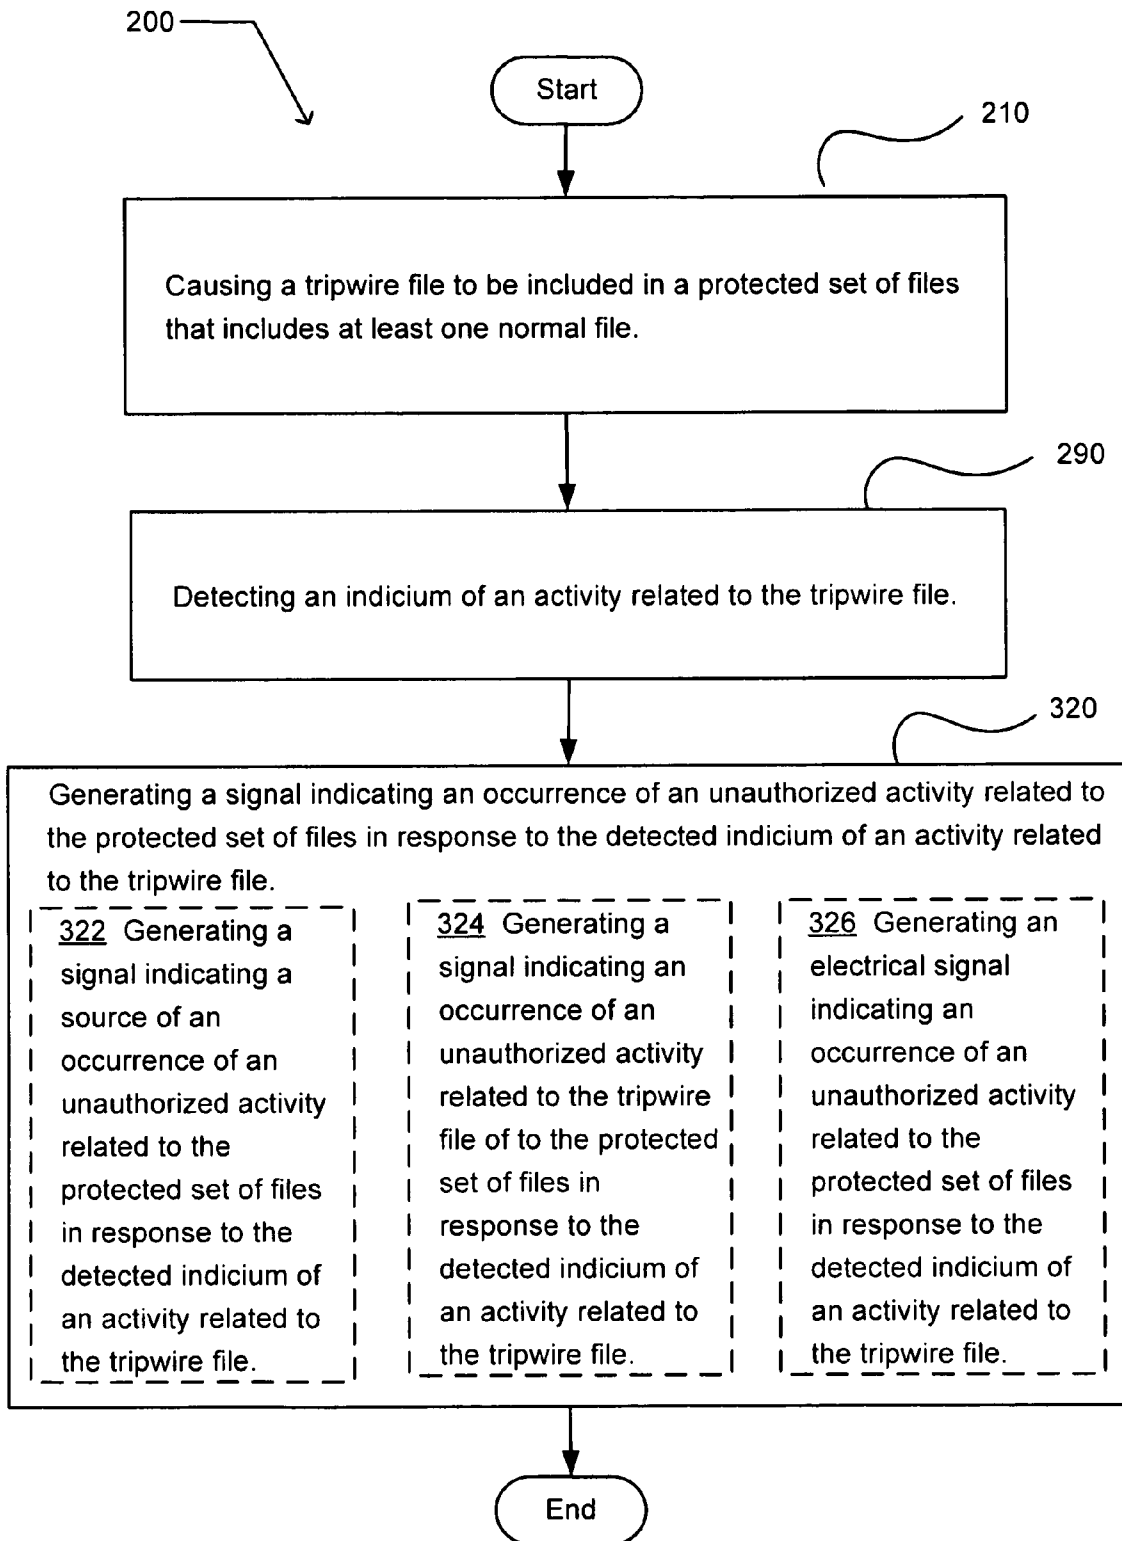 200
Start
210
Causing a tripwire file to be included in a protected set of files
that includes at least one normal file.
290
Detecting an indicium of an activity related to the tripwire file.
320
Generating a signal indicating an occurrence of an unauthorized activity related to
the protected set of files in response to the detected indicium of an activity related
to the tripwire file.
322 Generating a
signal indicating a
source of an
occurrence of an
unauthorized activity
related to the
protected set of files
in response to the
detected indicium of
an activity related to
the tripwire file.
324 Generating a
signal indicating an
occurrence of an
unauthorized activity
related to the tripwire
file of to the protected
set of files in
response to the
detected indicium of
an activity related to
the tripwire file.
326 Generating an
electrical signal
indicating an
occurrence of an
unauthorized activity
related to the
protected set of files
in response to the
detected indicium of
an activity related to
the tripwire file.
End